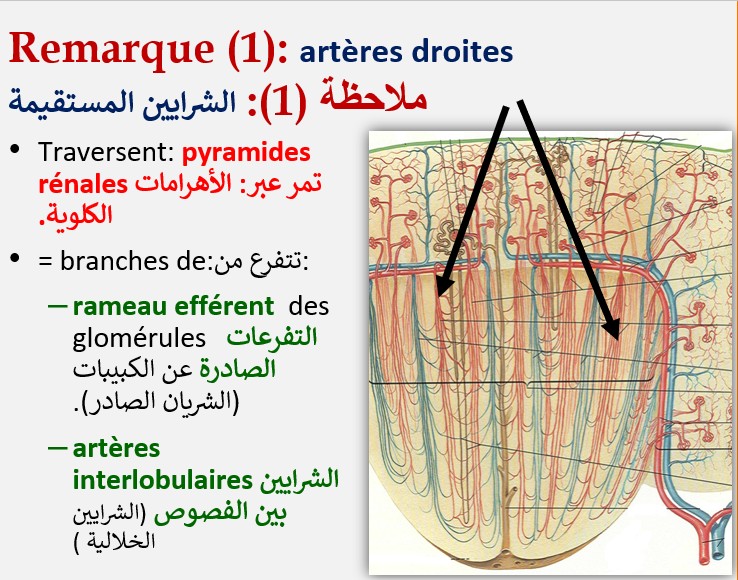 Remarque (1): artères droites
ملاحظة (1): الشرايين المستقيمة
• Traversent: pyramides
rénales تمر عبر: الأهرامات
الكلوية.
• = branches de:تتفرع من:
– rameau efférent des
glomérules التفرعات
الصادرة عن الكبيبات
(الشريان الصادر).
– artères
interlobulaires الشرايين
بين الفصوص (الشرايين
الخلالية )